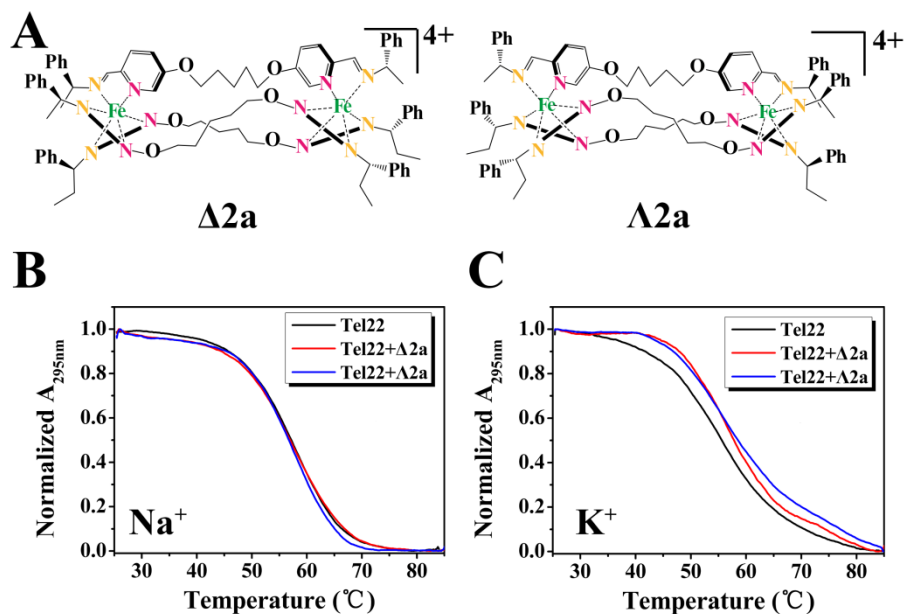 A
4+
4+
Ph Ph Ph Ph
Ph Ph Ph
N N N N
O O
O O
N Fe N
N Fe N
N O O N
Ph Ph Ph Ph
Δ2a
Λ2a
B
C
Tel22
Tel22+Δ2a
Tel22+Λ2a
Tel22
Tel22+Δ2a
Tel22+Λ2a
Normalized A295nm
1.0
0.8
0.6
0.4
0.2
0.0
Na+
30 40 50 60 70 80
Temperature (℃)
Normalized A295nm
1.0
0.8
0.6
0.4
0.2
0.0
K+
30 40 50 60 70 80
Temperature (℃)